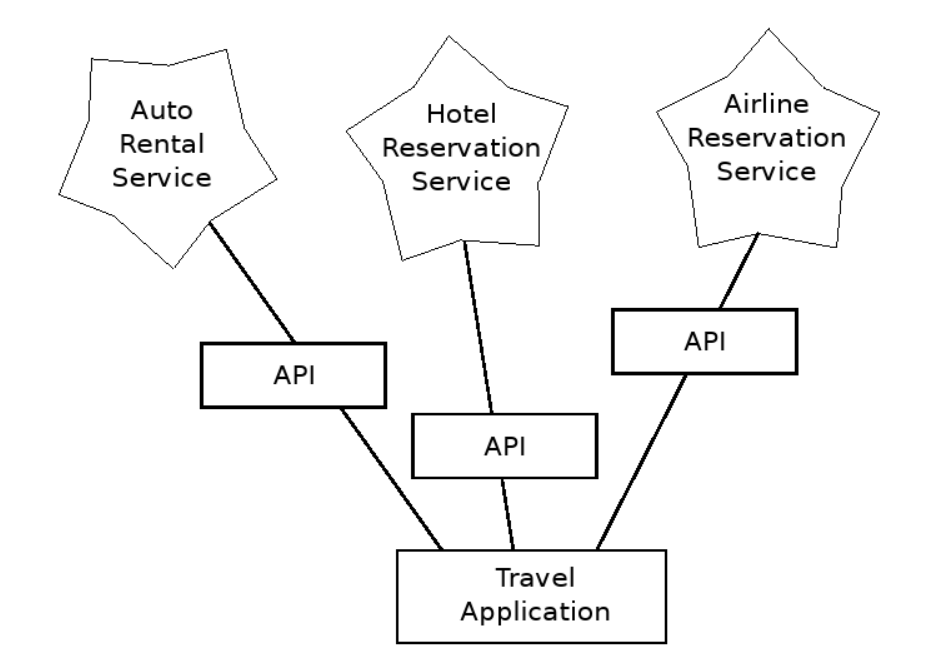 Auto
Rental
Service
Hotel
Reservation
Service
Airline
Reservation
Service
API
API
API
Travel
Application